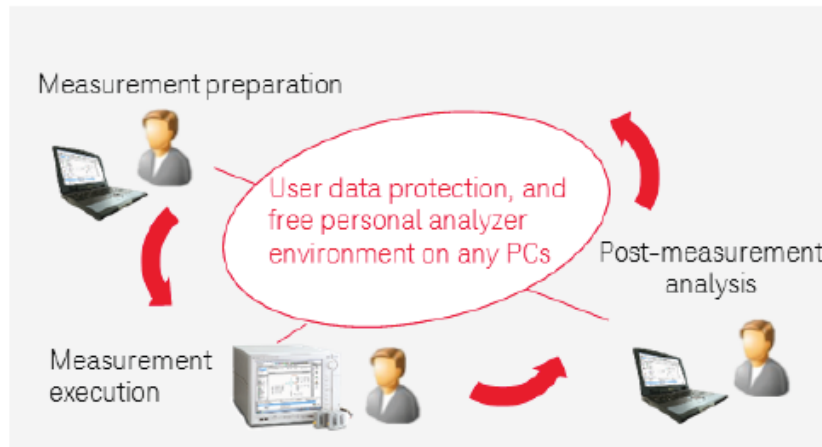 Measurement preparation
User data protection, and
free personal analyzer
environment on any PCs
Post-measurement
analysis
Measurement
execution